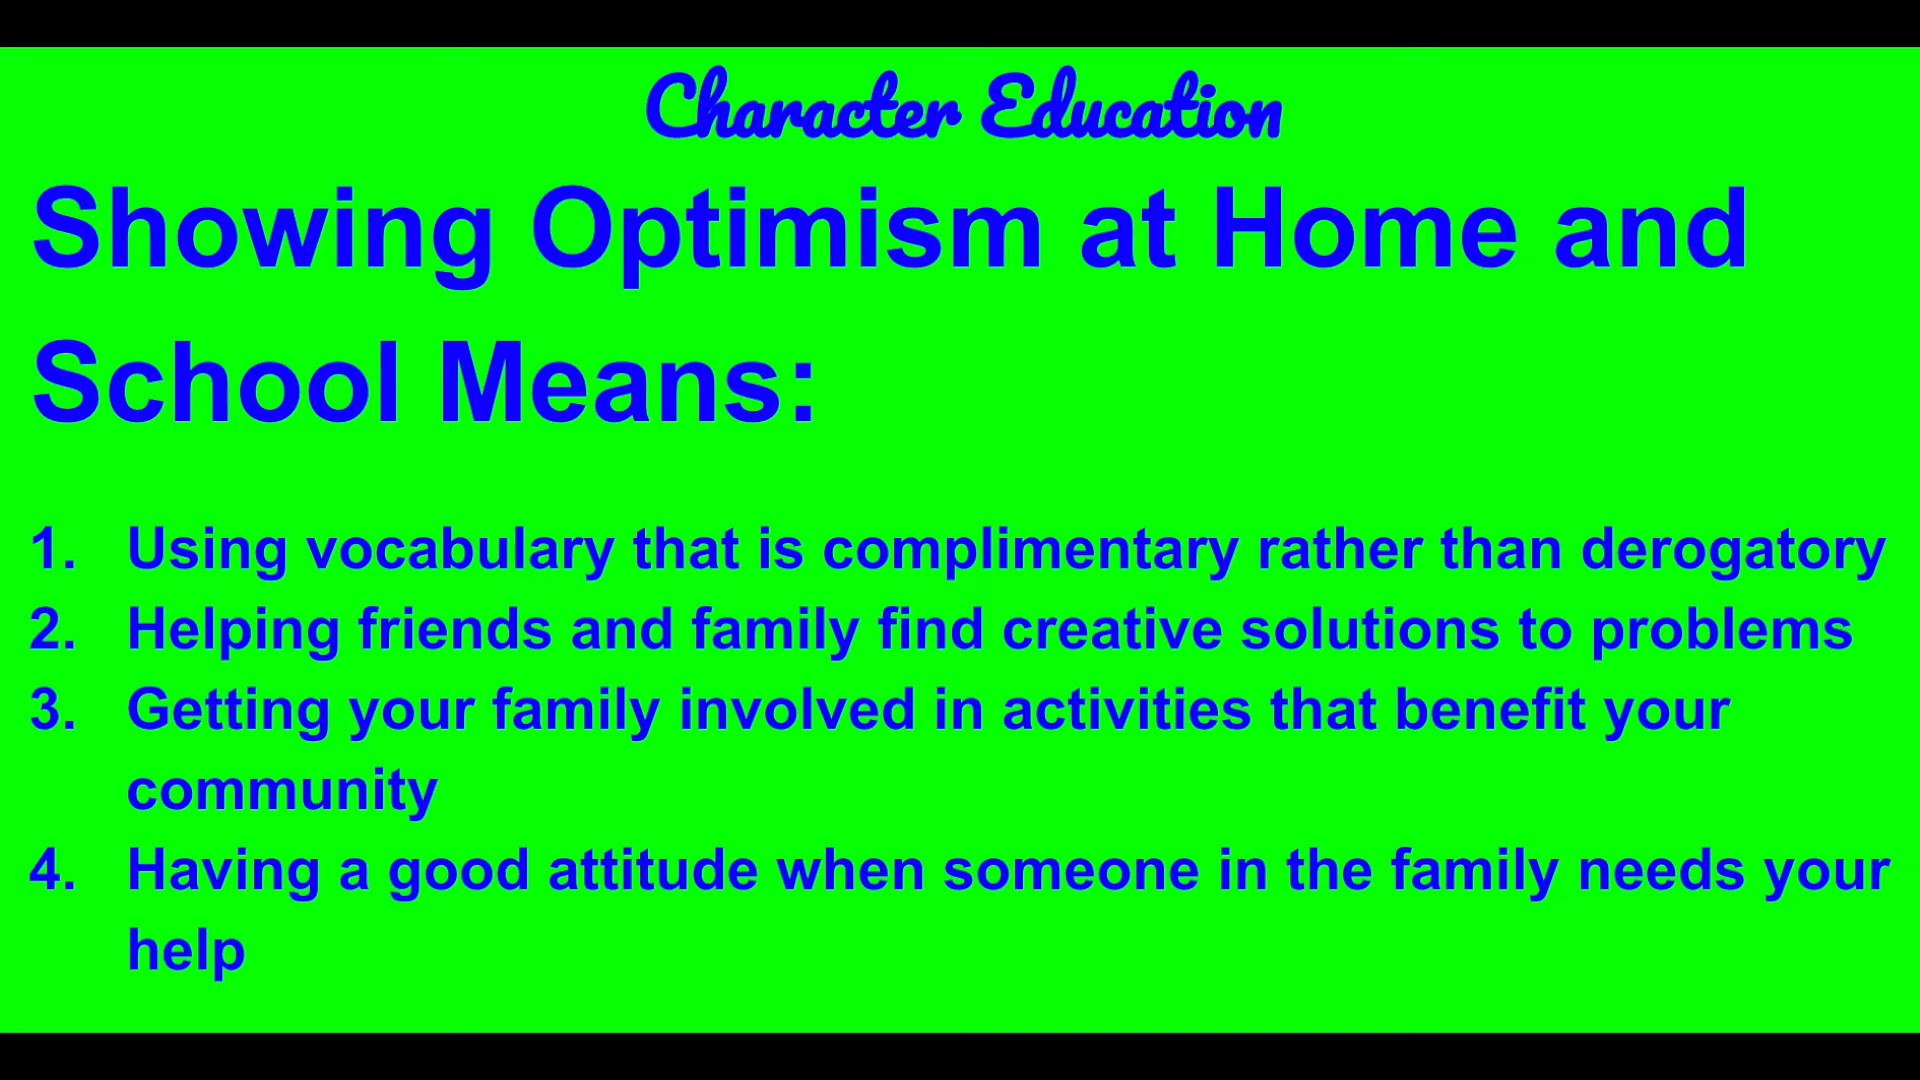 Character Education
Showing Optimism at Home and
School Means:
1. Using vocabulary that is complimentary rather than derogatory
2. Helping friends and family find creative solutions to problems
3. Getting your family involved in activities that benefit your
community
4. Having a good attitude when someone in the family needs your
help